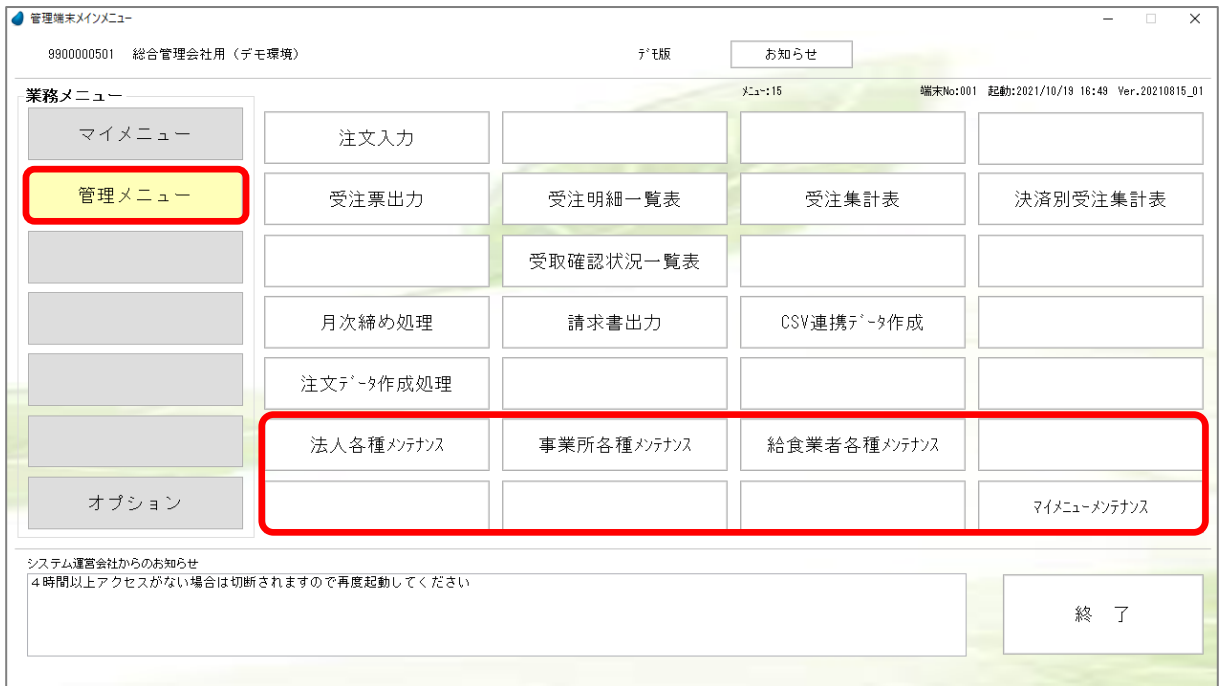 管理端末メインメニュー
9900000501 総合管理会社用（デモ環境） ﾃﾞﾓ版 お知らせ
業務メニュー ﾒﾆｭｰ:15 端末No:001 起動:2021/10/19 16:49 Ver.20210815_01
マイメニュー 注文入力
管理メニュー 受注票出力 受注明細一覧表 受注集計表 決済別受注集計表
受取確認状況一覧表
月次締め処理 請求書出力 CSV連携ﾃﾞｰﾀ作成
注文ﾃﾞｰﾀ作成処理
法人各種ﾒﾝﾃﾅﾝｽ 事業所各種ﾒﾝﾃﾅﾝｽ 給食業者各種ﾒﾝﾃﾅﾝｽ
オプション ﾏｲﾒﾆｭｰﾒﾝﾃﾅﾝｽ
システム運営会社からのお知らせ
４時間以上アクセスがない場合は切断されますので再度起動してください
終 了